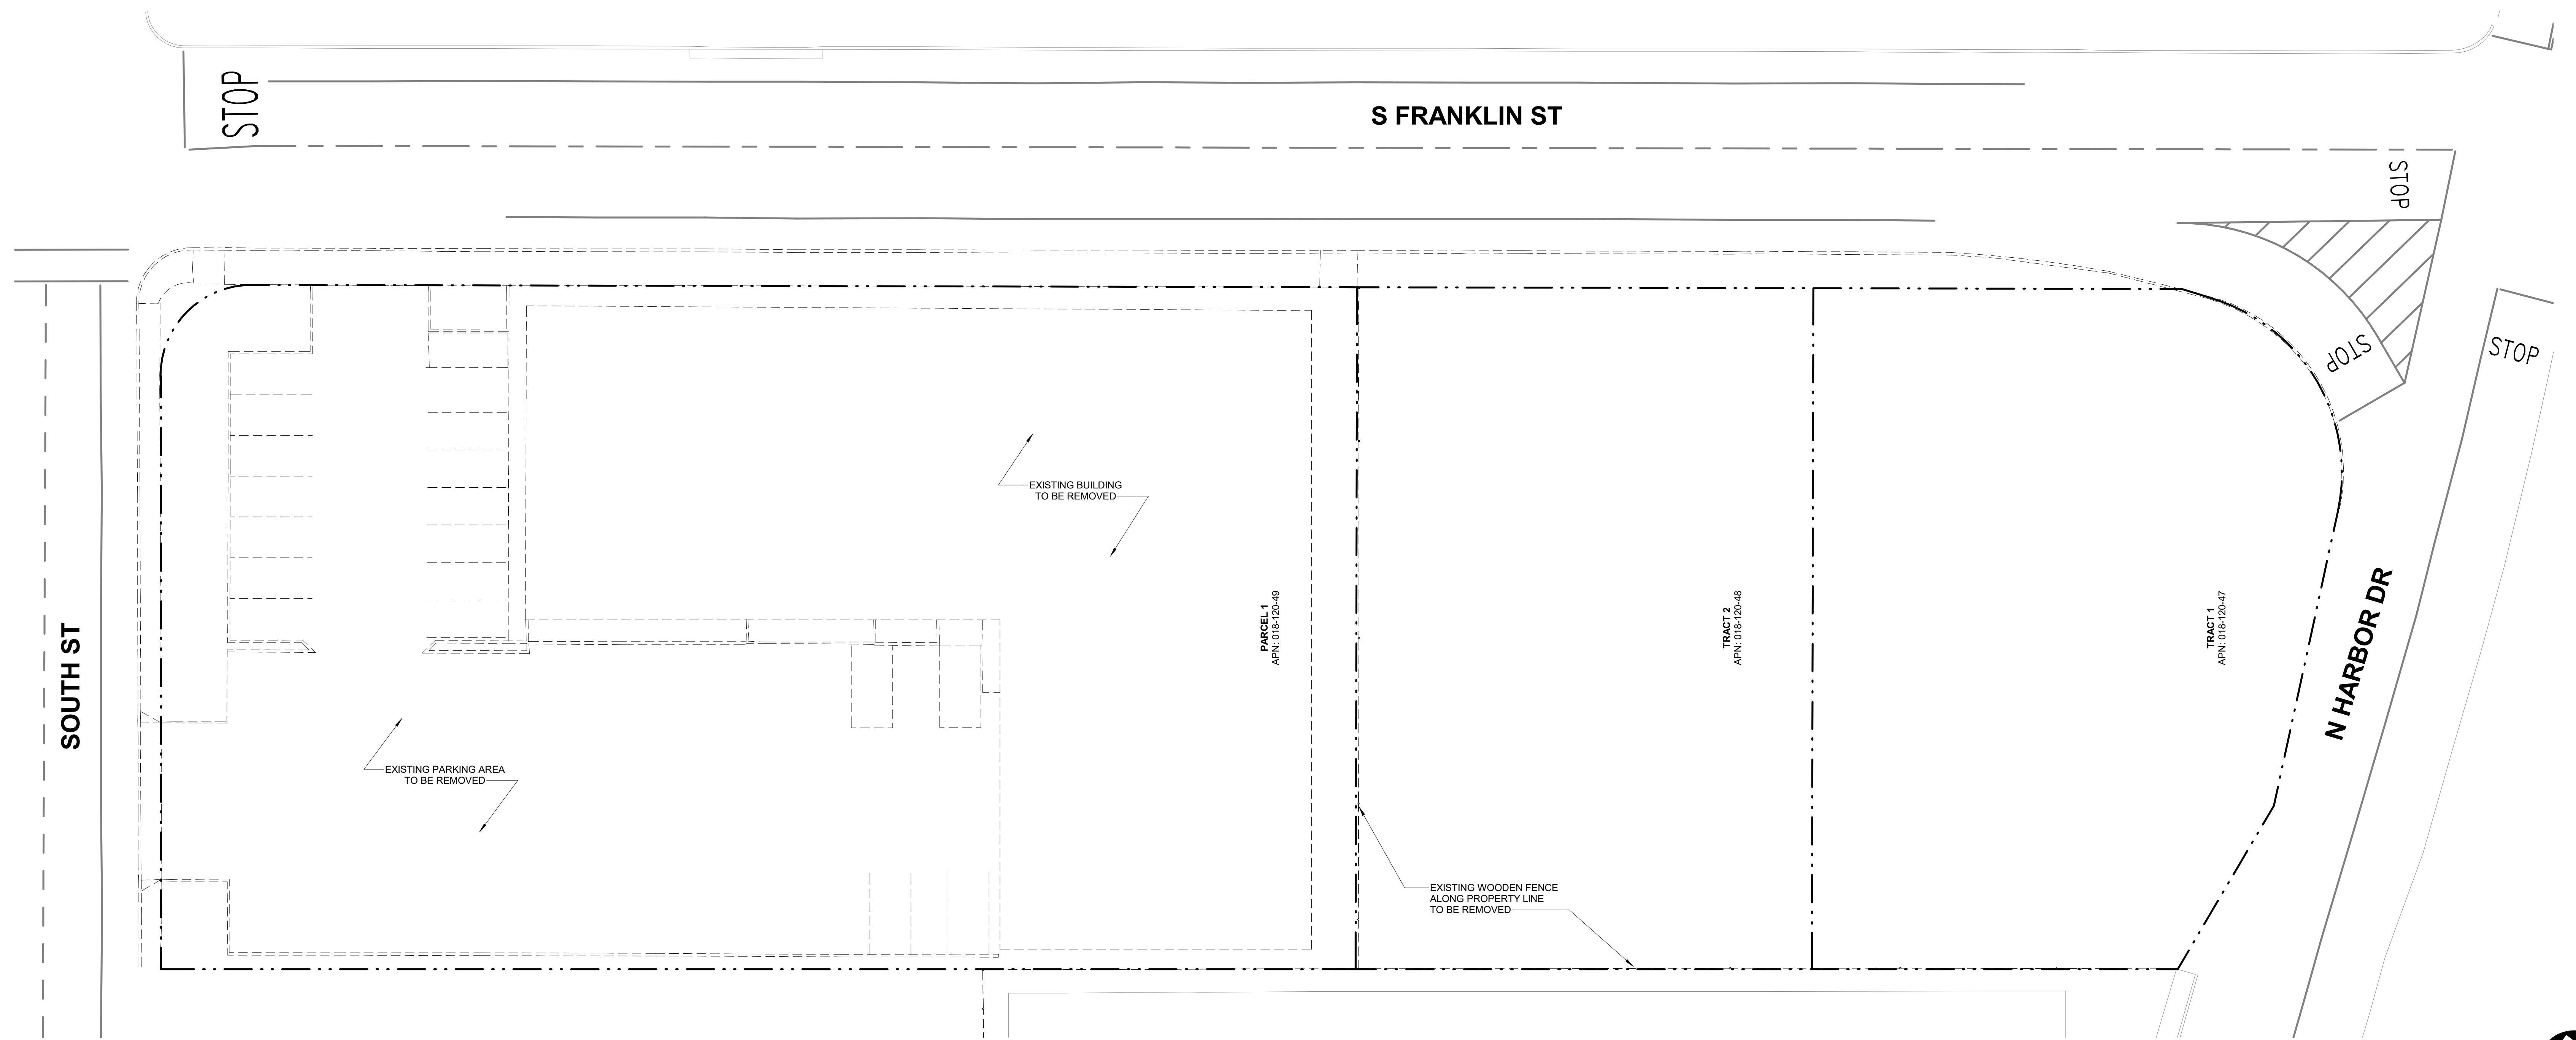 STOP
S FRANKLIN ST
STOP
STOP
STOP
EXISTING BUILDING
TO BE REMOVED
PARCEL 1
APN: 018-120-49
TRACT 2
APN: 018-120-48
TRACT 1
APN: 018-120-47
N HARBOR DR
SOUTH ST
EXISTING PARKING AREA
TO BE REMOVED
EXISTING WOODEN FENCE
ALONG PROPERTY LINE
TO BE REMOVED